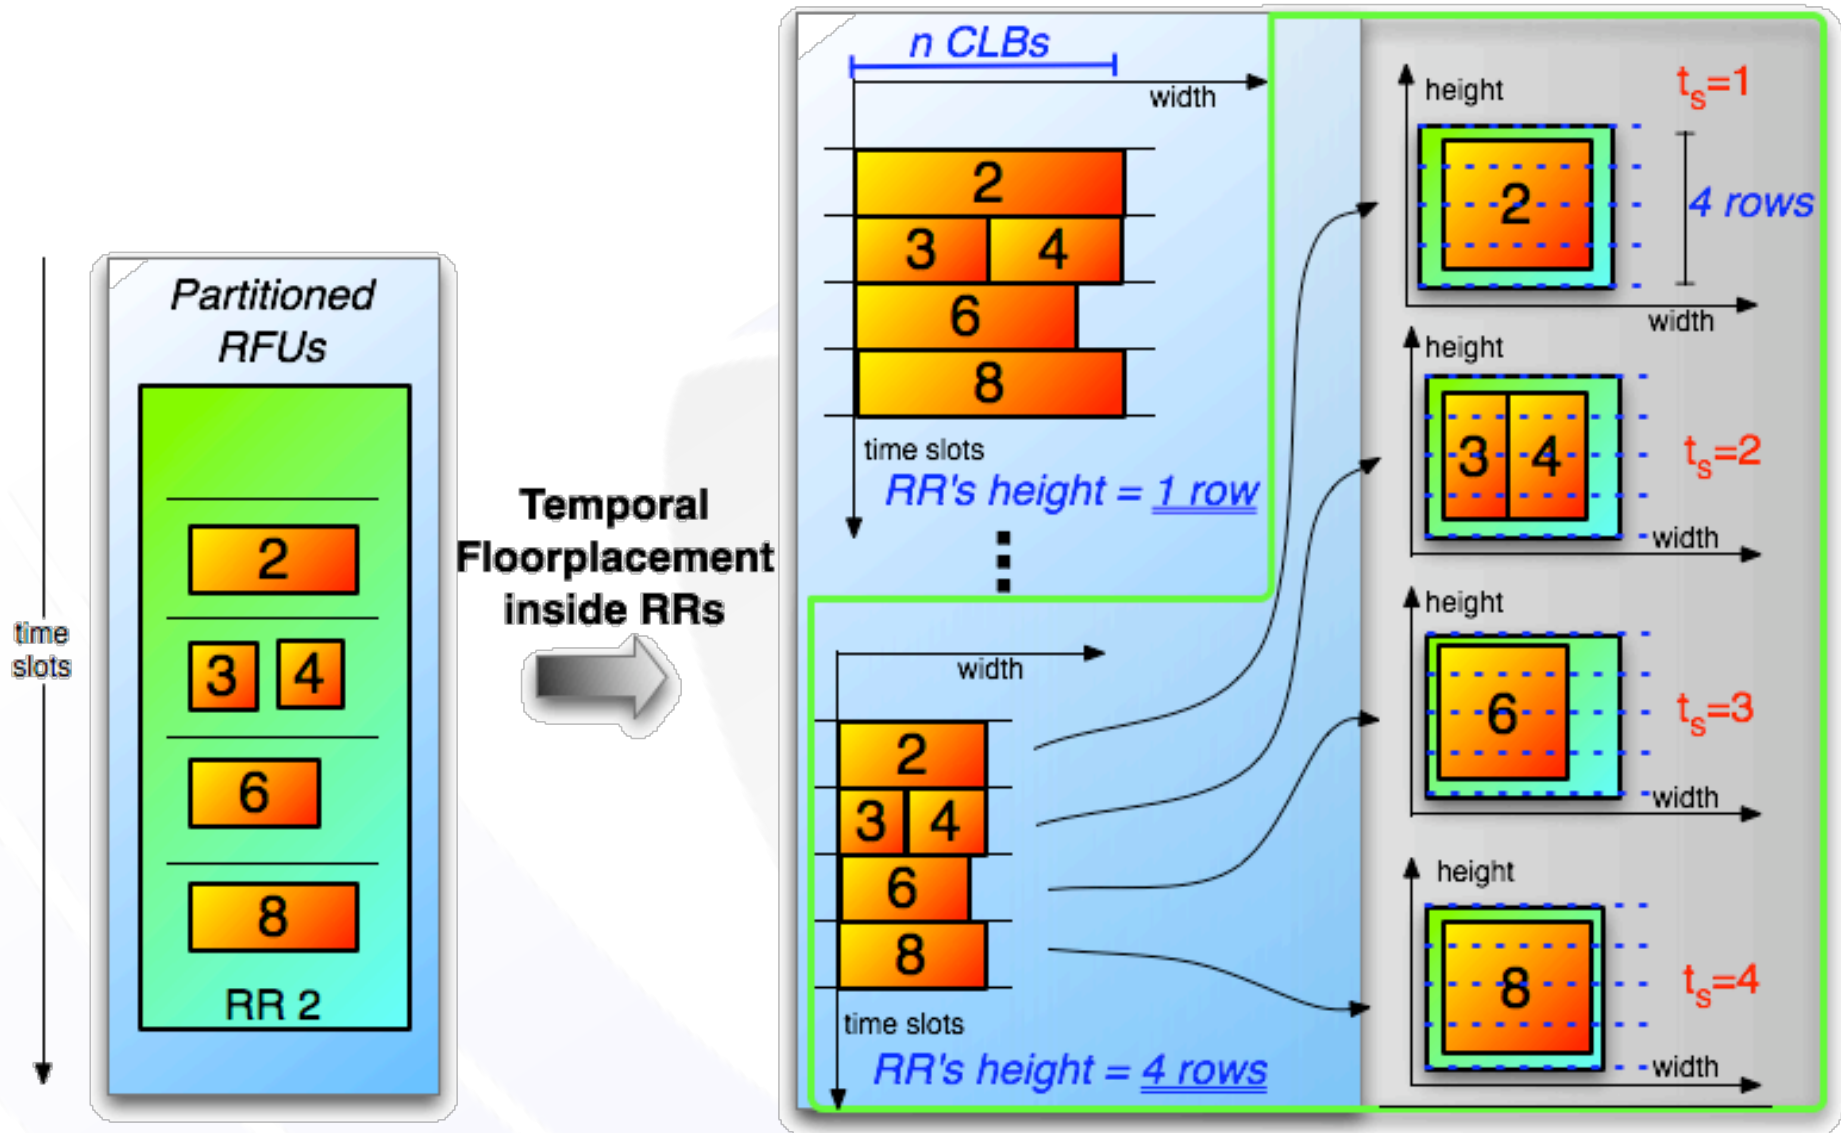 Partitioned
RFUs
2
3 4
6
8
RR 2
time
slots
Temporal
Floorplacement
inside RRs
n CLBs
width
2
3 4
6
8
time slots
RR's height = 1 row
width
2
3 4
6
8
time slots
RR's height = 4 rows
height
ts=1
2
4 rows
width
height
3 4
ts=2
width
height
6
ts=3
width
height
8
ts=4
width